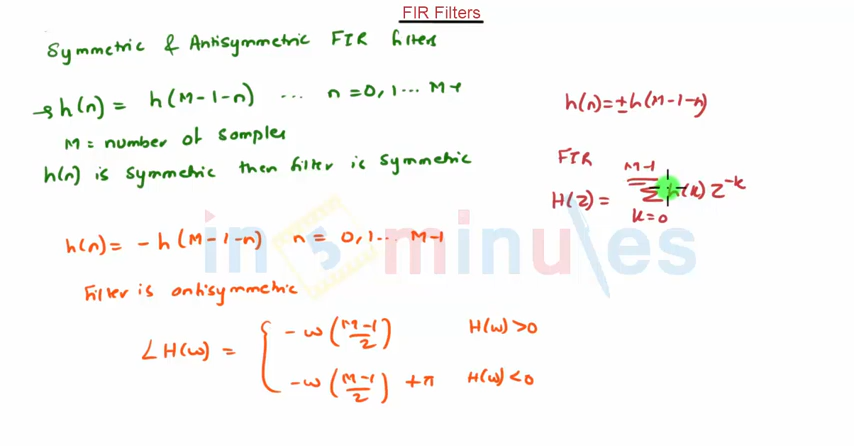 FIR Filters
Symmetric & Antisymmetric FIR filters
→ h(n) = h(M-1-n) ... n=0,1... M-1
M = number of samples
h(n) is symmetric then filter is symmetric
h(n) = - h(M-1-n) n = 0,1... M-1
Filter is antisymmetric
∠H(ω) = { -ω (M-1/2) H(ω) > 0
-ω (M-1/2) + π H(ω) < 0
h(n) = ± h(M-1-n)
FIR
M-1
H(z) = Σ h(k) z^-k
k=0
in 5 minutes